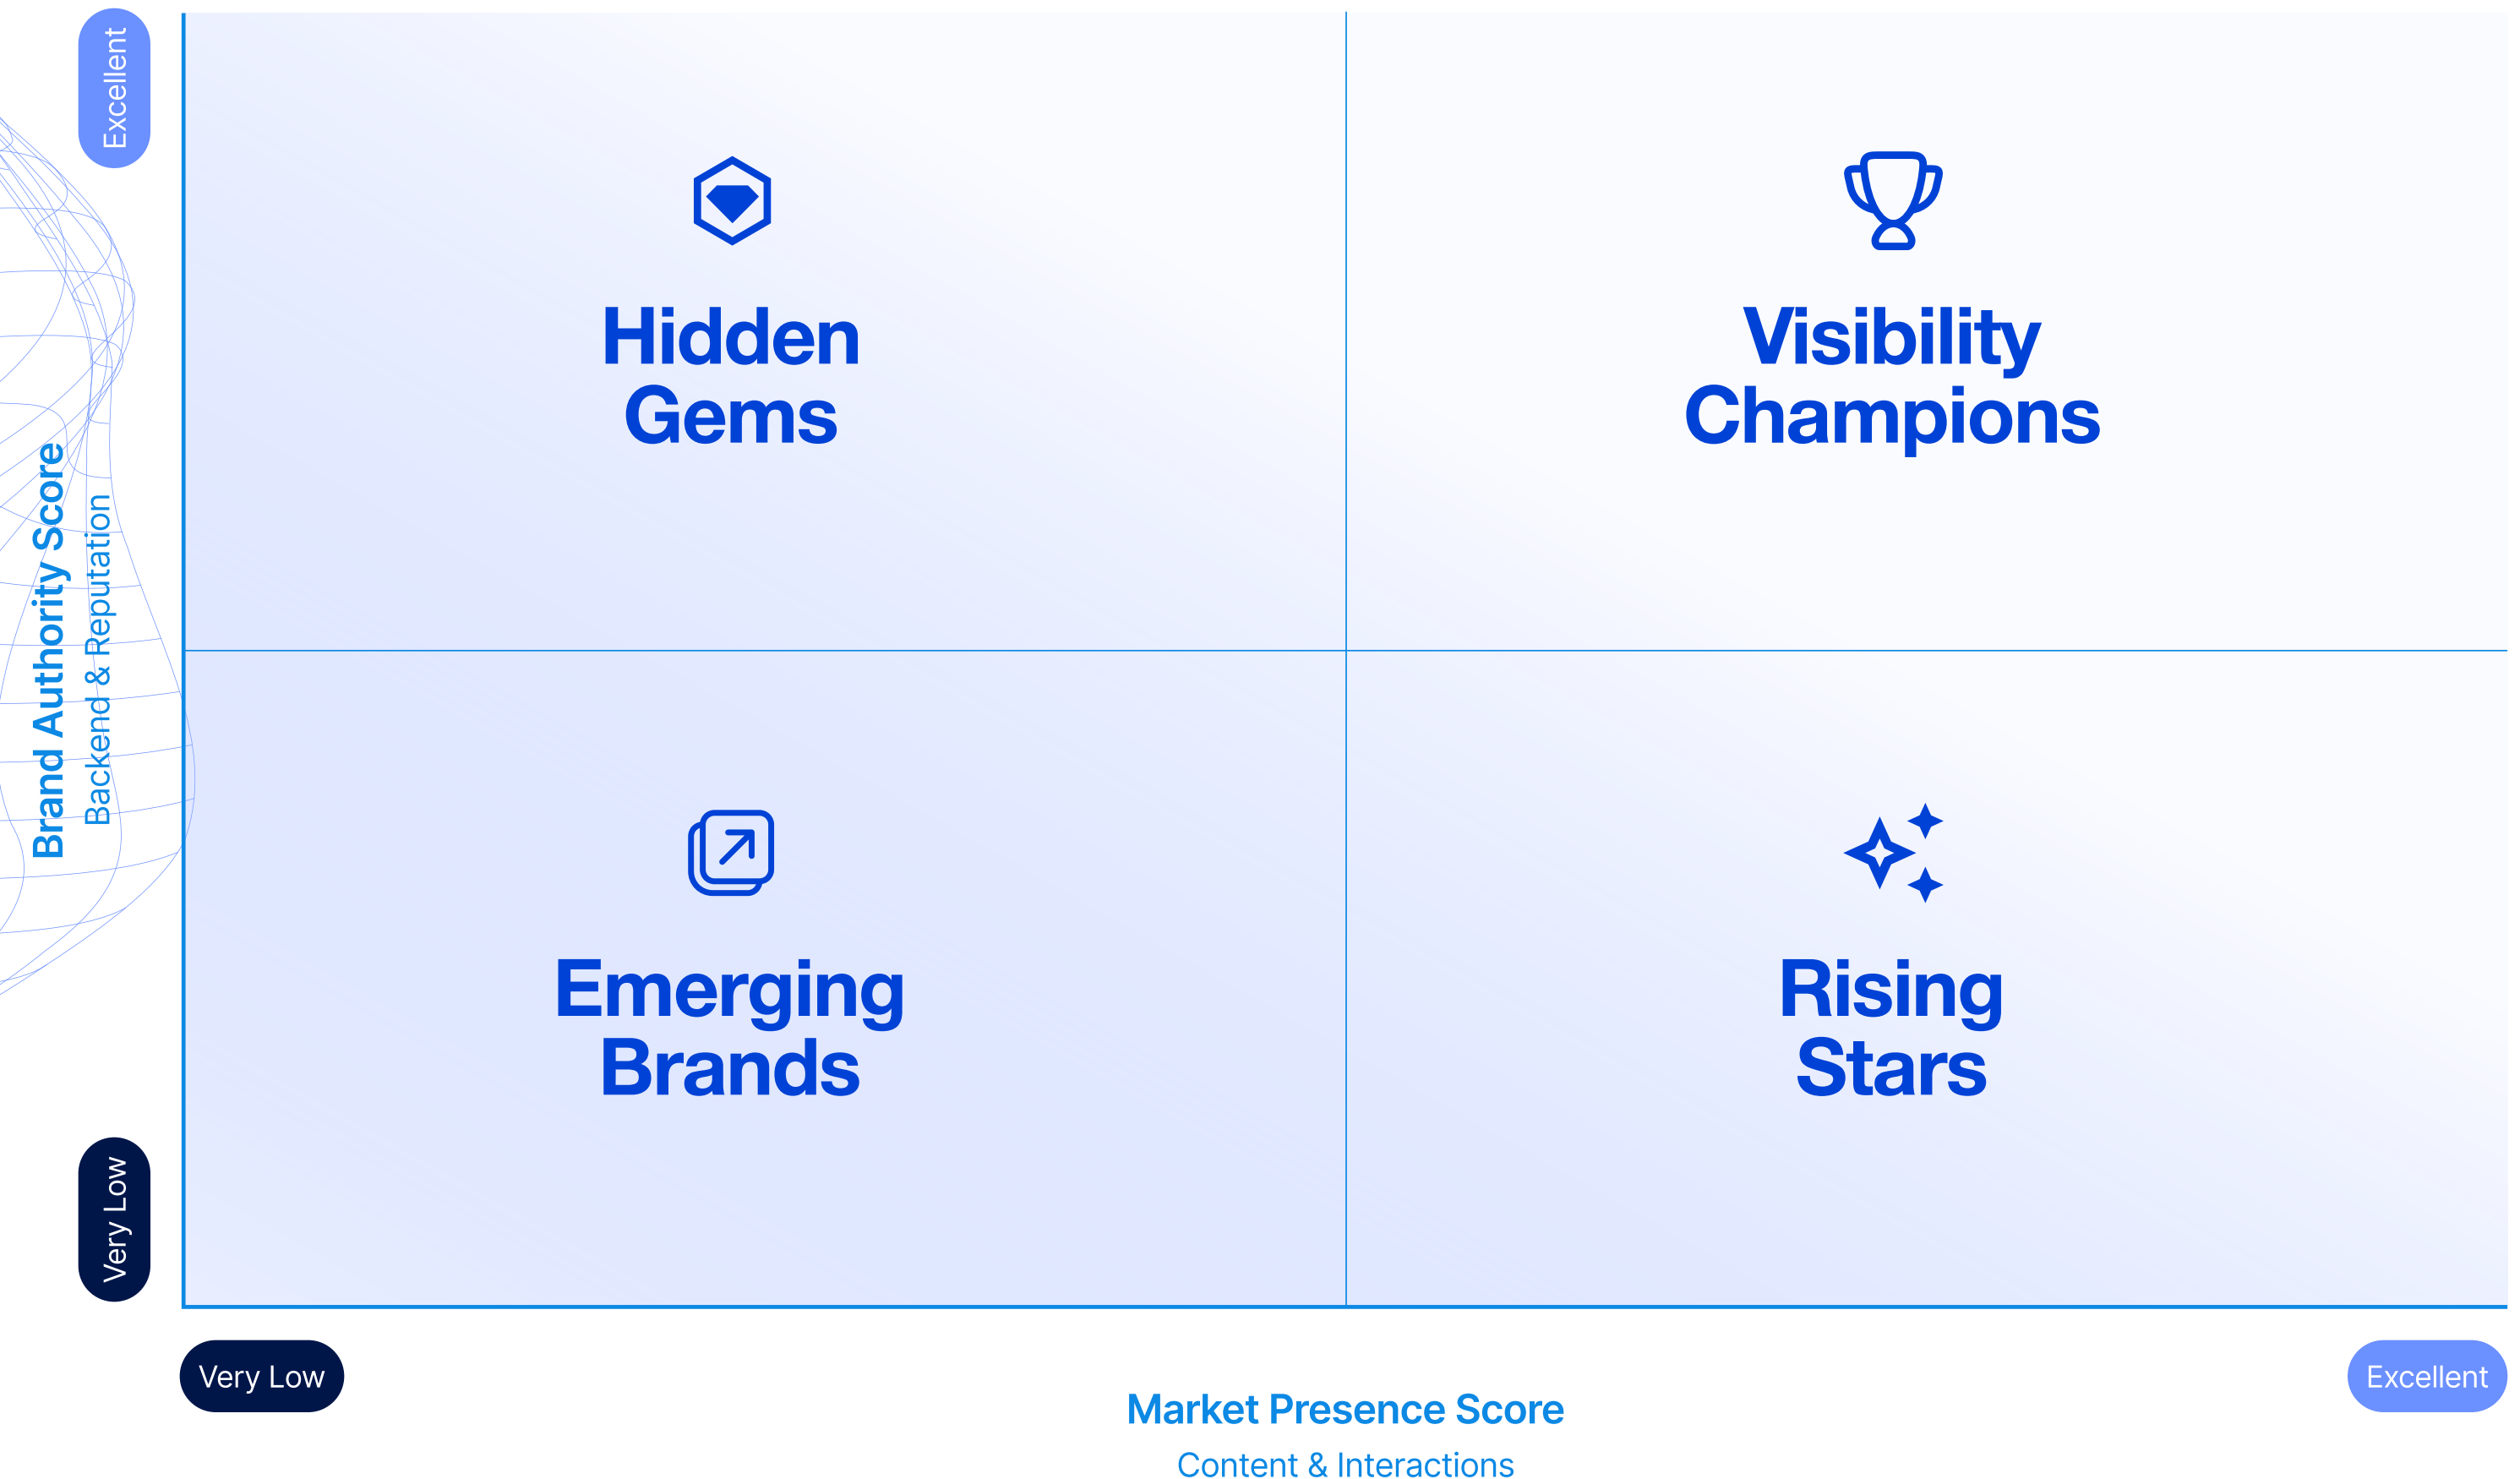 Excellent
Hidden
Gems
Visibility
Champions
Brand Authority Score
Backend & Reputation
Emerging
Brands
Rising
Stars
Very Low
Very Low
Excellent
Market Presence Score
Content & Interactions